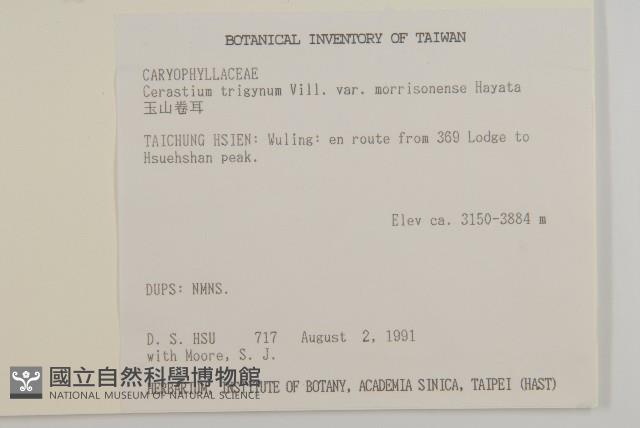 BOTANICAL INVENTORY OF TAIWAN
CARYOPHYLLACEAE
Cerastium trigynum Vill. var. morrisonense Hayata
玉山卷耳
TAICHUNG HSIEN: Wuling: en route from 369 Lodge to
Hsuehshan peak.
Elev ca. 3150-3884 m
DUPS: NMNS.
D. S. HSU 717 August 2, 1991
with Moore, S. J.
HERBARIUM, INSTITUTE OF BOTANY, ACADEMIA SINICA, TAIPEI (HAST)
國立自然科學博物館
NATIONAL MUSEUM OF NATURAL SCIENCE